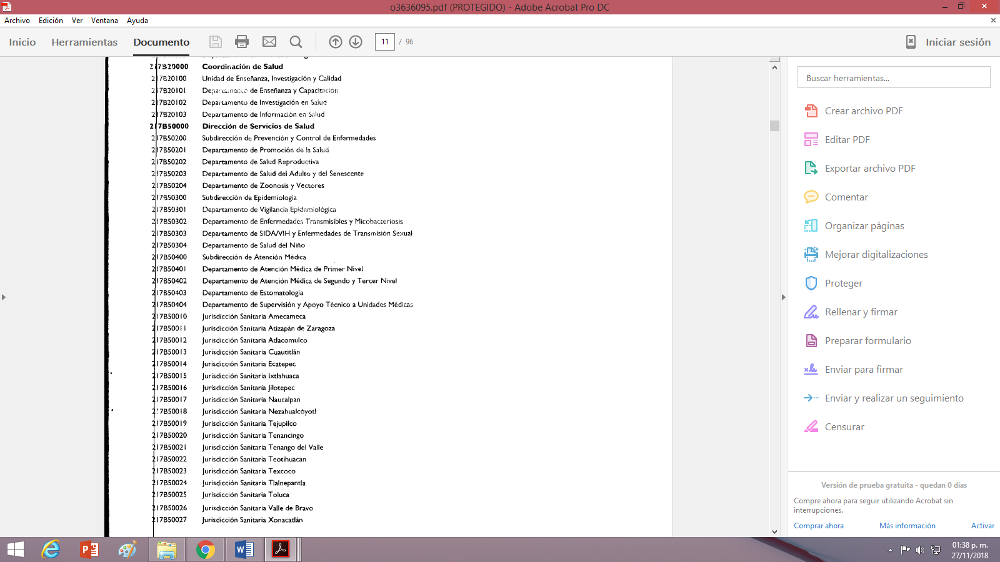 o3636095.pdf (PROTEGIDO) - Adobe Acrobat Pro DC
Archivo Edición Ver Ventana Ayuda
Inicio Herramientas Documento 11 / 96 Iniciar sesión
217B20000 Coordinación de Salud
217B20100 Unidad de Enseñanza, Investigación y Calidad
217B20101 Departamento de Enseñanza y Capacitación
217B20102 Departamento de Investigación en Salud
217B20103 Departamento de Información en Salud
217B50000 Dirección de Servicios de Salud
217B50200 Subdirección de Prevención y Control de Enfermedades
217B50201 Departamento de Promoción de la Salud
217B50202 Departamento de Salud Reproductiva
217B50203 Departamento de Salud del Adulto y del Senescente
217B50204 Departamento de Zoonosis y Vectores
217B50300 Subdirección de Epidemiología
217B50301 Departamento de Vigilancia Epidemiológica
217B50302 Departamento de Enfermedades Transmisibles y Micobacteriosis
217B50303 Departamento de SIDA/VIH y Enfermedades de Transmisión Sexual
217B50304 Departamento de Salud del Niño
217B50400 Subdirección de Atención Médica
217B50401 Departamento de Atención Médica de Primer Nivel
217B50402 Departamento de Atención Médica de Segundo y Tercer Nivel
217B50403 Departamento de Estomatología
217B50404 Departamento de Supervisión y Apoyo Técnico a Unidades Médicas
217B50010 Jurisdicción Sanitaria Amecameca
217B50011 Jurisdicción Sanitaria Atizapán de Zaragoza
217B50012 Jurisdicción Sanitaria Atlacomulco
217B50013 Jurisdicción Sanitaria Cuautitlán
217B50014 Jurisdicción Sanitaria Ecatepec
217B50015 Jurisdicción Sanitaria Ixtlahuaca
217B50016 Jurisdicción Sanitaria Jilotepec
217B50017 Jurisdicción Sanitaria Naucalpan
217B50018 Jurisdicción Sanitaria Nezahualcóyotl
217B50019 Jurisdicción Sanitaria Tejupilco
217B50020 Jurisdicción Sanitaria Tenancingo
217B50021 Jurisdicción Sanitaria Tenango del Valle
217B50022 Jurisdicción Sanitaria Teotihuacan
217B50023 Jurisdicción Sanitaria Texcoco
217B50024 Jurisdicción Sanitaria Tlalnepantla
217B50025 Jurisdicción Sanitaria Toluca
217B50026 Jurisdicción Sanitaria Valle de Bravo
217B50027 Jurisdicción Sanitaria Xonacatlán
Buscar herramientas...
Crear archivo PDF
Editar PDF
Exportar archivo PDF
Comentar
Organizar páginas
Mejorar digitalizaciones
Proteger
Rellenar y firmar
Preparar formulario
Enviar para firmar
Enviar y realizar un seguimiento
Censurar
Versión de prueba gratuita - quedan 0 días
Compre ahora para seguir utilizando Acrobat sin
interrupciones.
Comprar ahora Más información Activar
01:38 p. m.
27/11/2018